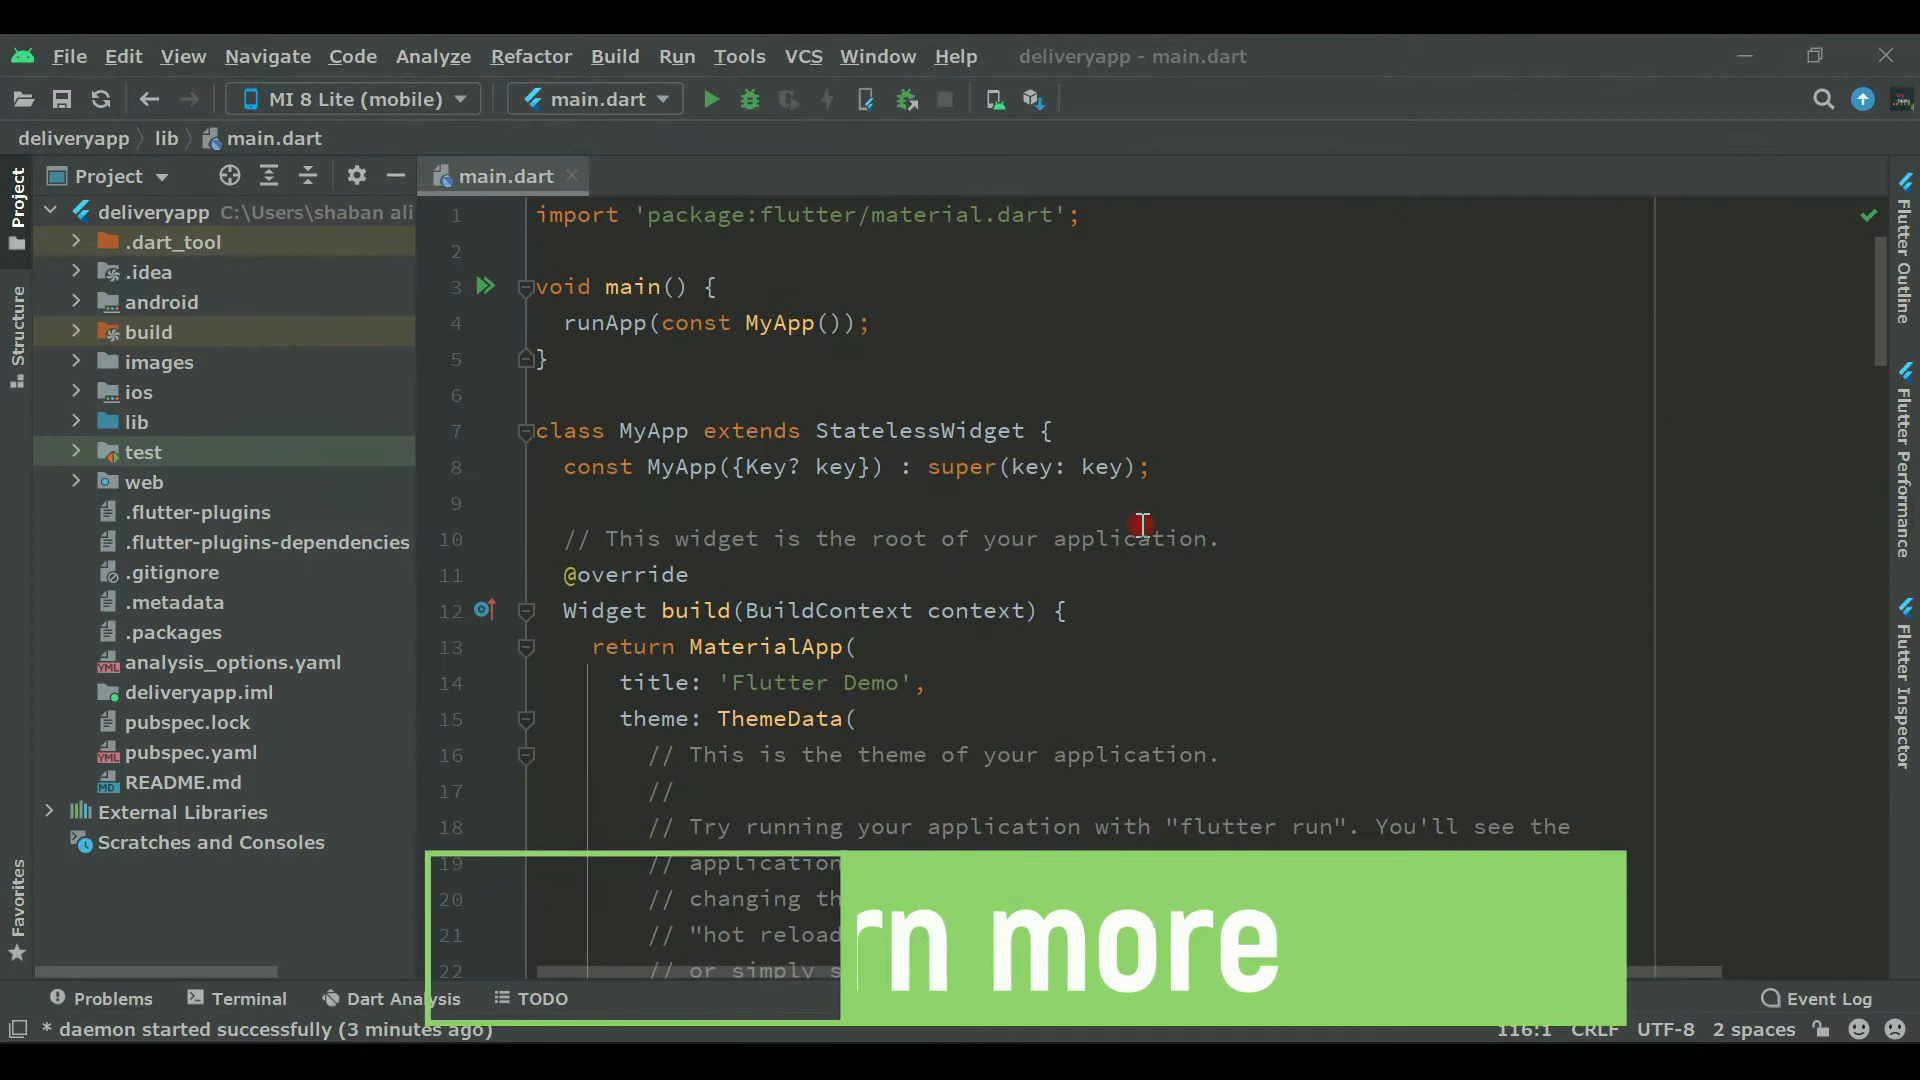 File Edit View Navigate Code Analyze Refactor Build Run Tools VCS Window Help deliveryapp - main.dart
MI 8 Lite (mobile) main.dart
deliveryapp lib main.dart
Project main.dart
Project
Structure
Favorites
deliveryapp C:\Users\shaban ali
.dart_tool
.idea
android
build
images
ios
lib
test
web
.flutter-plugins
.flutter-plugins-dependencies
.gitignore
.metadata
.packages
analysis_options.yaml
deliveryapp.iml
pubspec.lock
pubspec.yaml
README.md
External Libraries
Scratches and Consoles
1 import 'package:flutter/material.dart';
2
3 void main() {
4 runApp(const MyApp());
5 }
6
7 class MyApp extends StatelessWidget {
8 const MyApp({Key? key}) : super(key: key);
9
10 // This widget is the root of your application.
11 @override
12 Widget build(BuildContext context) {
13 return MaterialApp(
14 title: 'Flutter Demo',
15 theme: ThemeData(
16 // This is the theme of your application.
17 //
18 // Try running your application with "flutter run". You'll see the
19 // application
20 // changing th
21 // "hot reload
22 // or simply s
rn more
Flutter Outline
Flutter Performance
Flutter Inspector
Problems Terminal Dart Analysis TODO Event Log
* daemon started successfully (3 minutes ago) 116:1 CRLF UTF-8 2 spaces